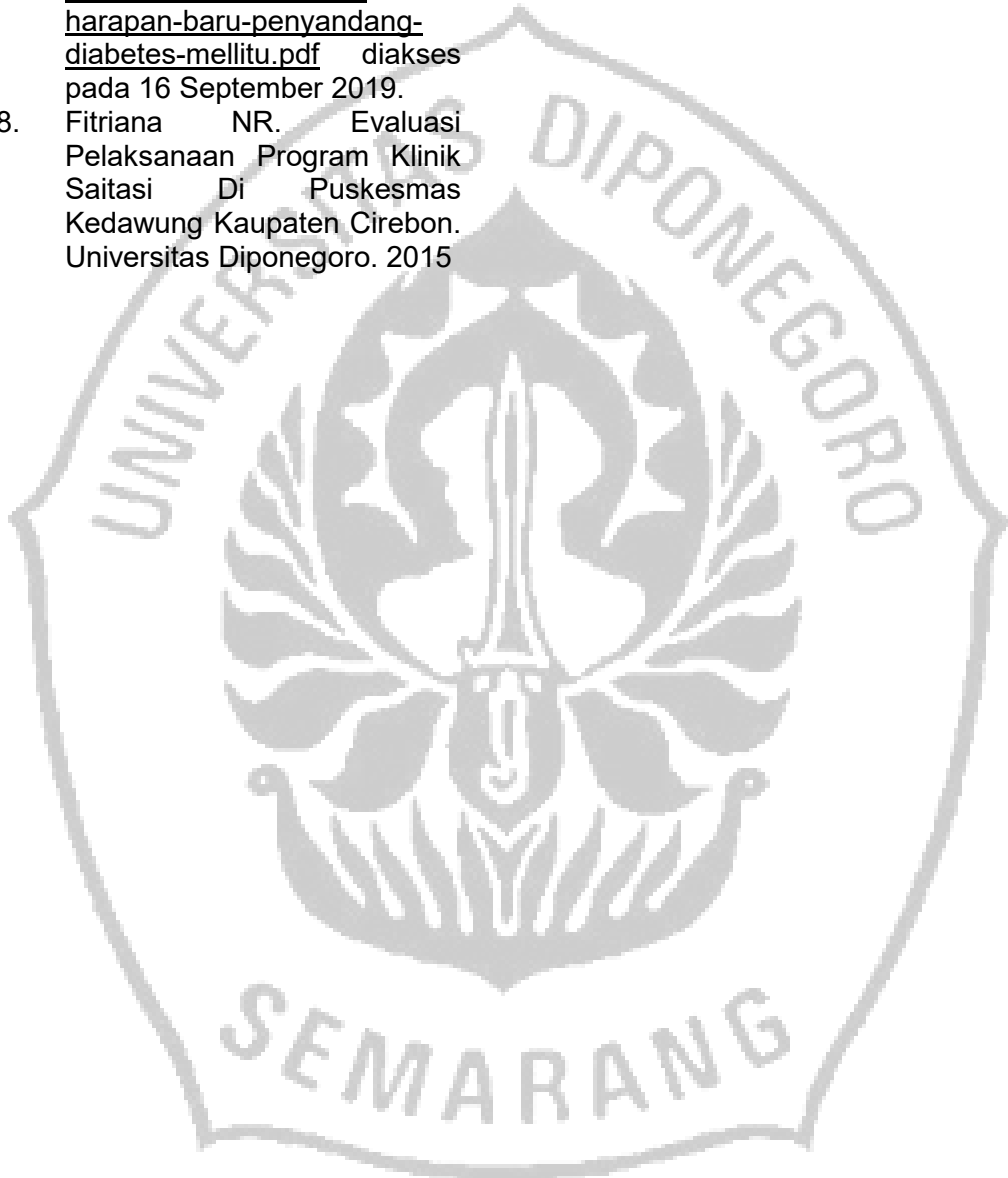 harapan-baru-penyandang-
diabetes-mellitu.pdf diakses
pada 16 September 2019.
8. Fitriana NR. Evaluasi
Pelaksanaan Program Klinik
Saitasi Di Puskesmas
Kedawung Kaupaten Cirebon.
Universitas Diponegoro. 2015
UNIVERSITAS DIPONEGORO
SEMARANG